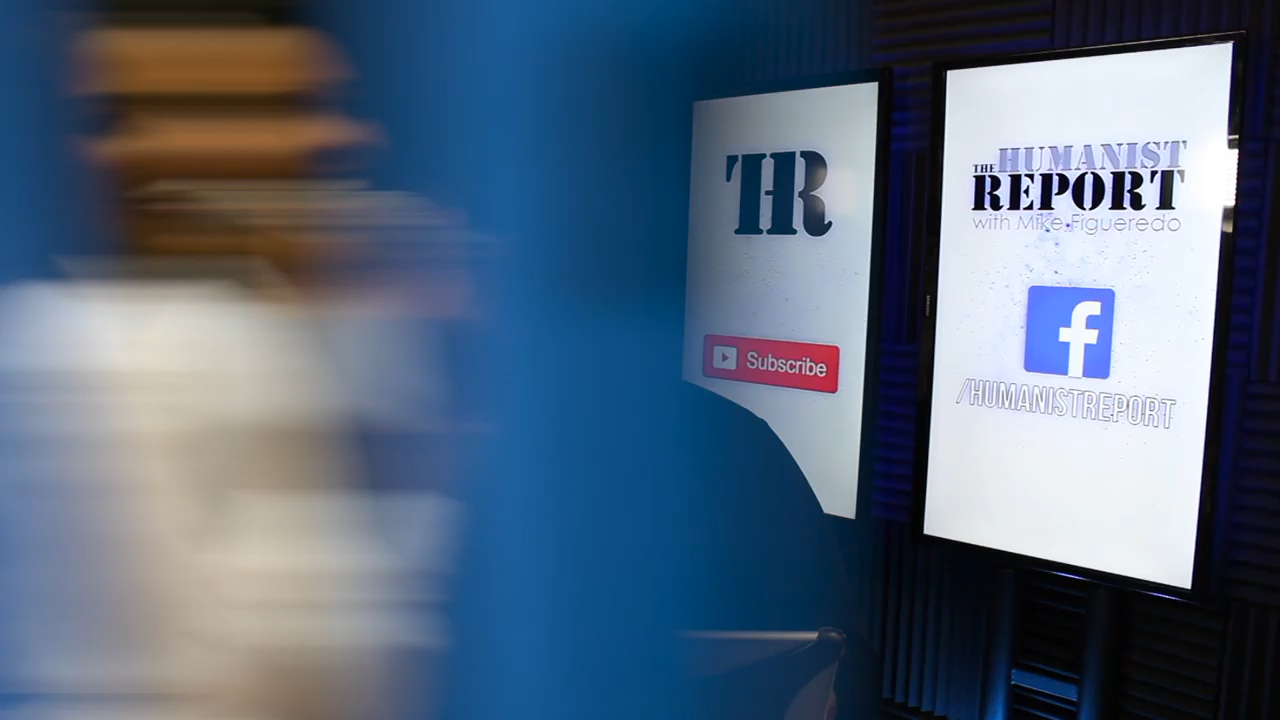 THR
Subscribe
THE HUMANIST
REPORT
with Mike Figueredo
f
/HUMANISTREPORT